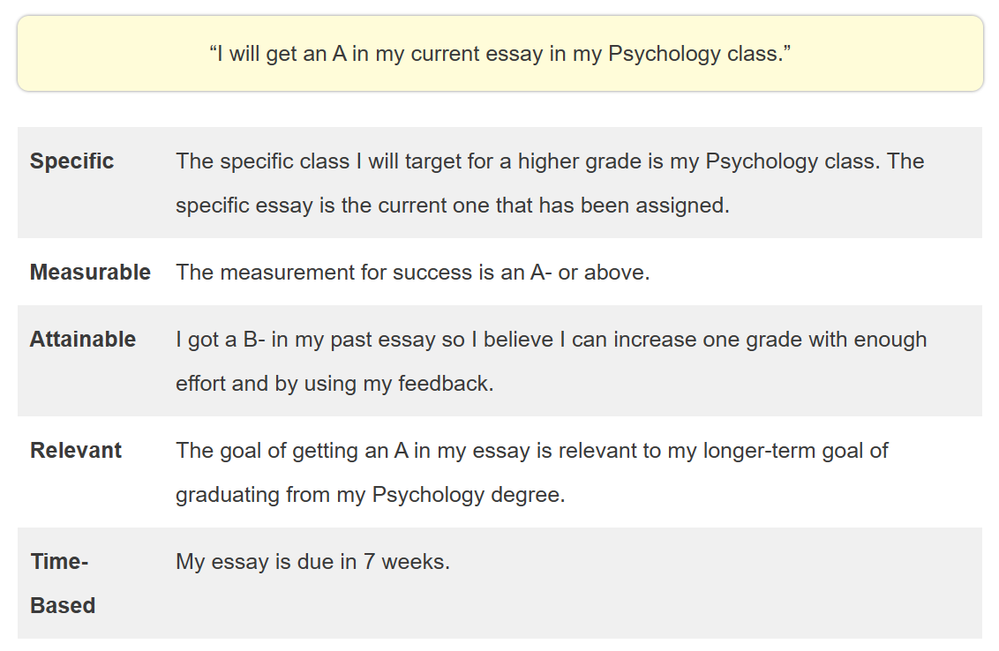 “I will get an A in my current essay in my Psychology class.”
Specific The specific class I will target for a higher grade is my Psychology class. The
specific essay is the current one that has been assigned.
Measurable The measurement for success is an A- or above.
Attainable I got a B- in my past essay so I believe I can increase one grade with enough
effort and by using my feedback.
Relevant The goal of getting an A in my essay is relevant to my longer-term goal of
graduating from my Psychology degree.
Time- My essay is due in 7 weeks.
Based